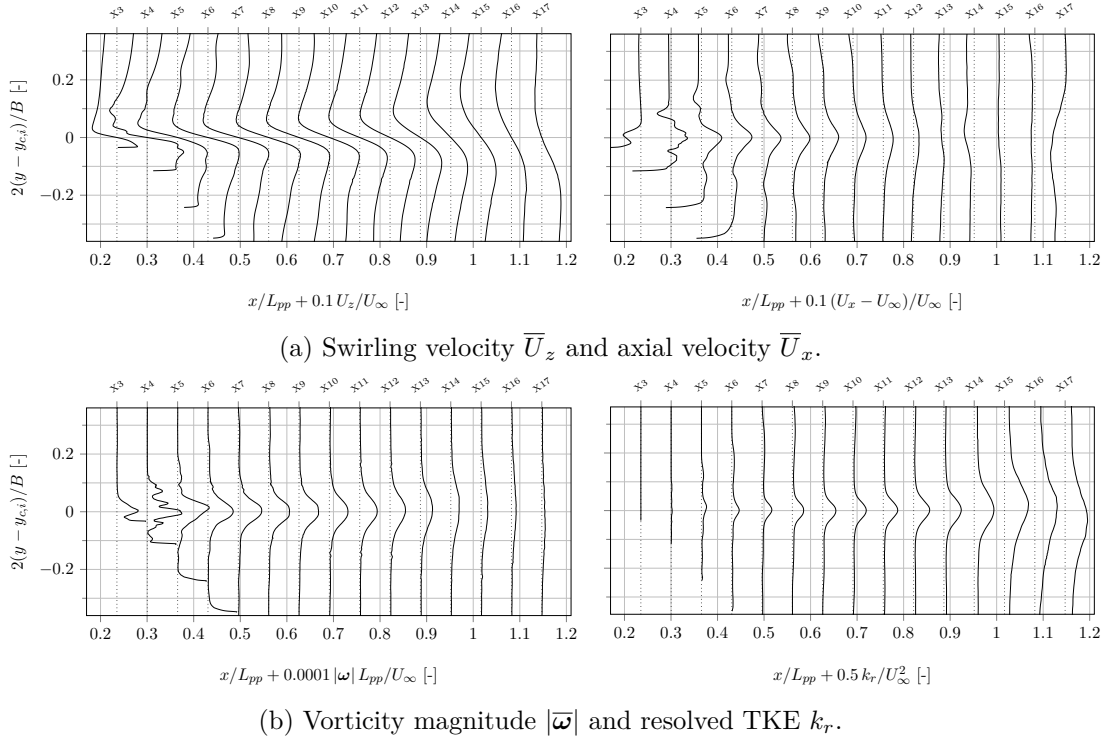 X3 X4 X5 X6 X7 X8 X9 X10 X11 X12 X13 X14 X15 X16 X17
2(y − y_{c,i})/B [-]
0.2
0
−0.2
0.2 0.3 0.4 0.5 0.6 0.7 0.8 0.9 1 1.1 1.2
x/L_{pp} + 0.1 U_z/U_∞ [-]
X3 X4 X5 X6 X7 X8 X9 X10 X11 X12 X13 X14 X15 X16 X17
0.2
0
−0.2
0.2 0.3 0.4 0.5 0.6 0.7 0.8 0.9 1 1.1 1.2
x/L_{pp} + 0.1 (U_x − U_∞)/U_∞ [-]
(a) Swirling velocity U̅_z and axial velocity U̅_x.
X3 X4 X5 X6 X7 X8 X9 X10 X11 X12 X13 X14 X15 X16 X17
2(y − y_{c,i})/B [-]
0.2
0
−0.2
0.2 0.3 0.4 0.5 0.6 0.7 0.8 0.9 1 1.1 1.2
x/L_{pp} + 0.0001 |ω| L_{pp}/U_∞ [-]
X3 X4 X5 X6 X7 X8 X9 X10 X11 X12 X13 X14 X15 X16 X17
0.2
0
−0.2
0.2 0.3 0.4 0.5 0.6 0.7 0.8 0.9 1 1.1 1.2
x/L_{pp} + 0.5 k_r/U_∞^2 [-]
(b) Vorticity magnitude |ω̅| and resolved TKE k_r.